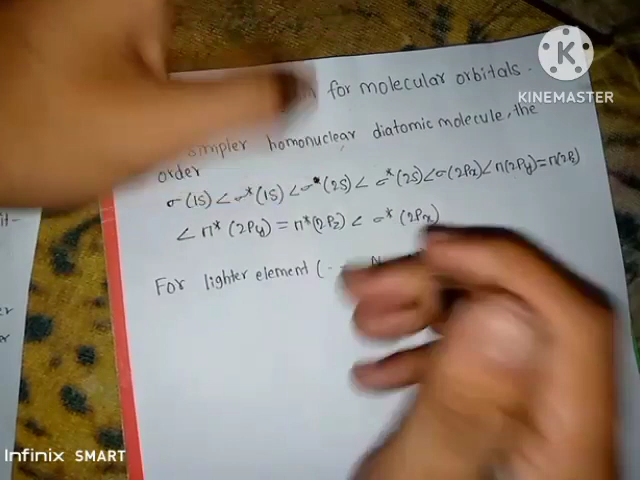 for molecular orbitals.
simpler homonuclear diatomic molecule, the
order
σ(1S) < σ*(1S) < σ*(2S) < σ*(2S) < σ(2Px) < π(2Py) = π(2Pz)
< π*(2Py) = π*(2Pz) < σ*(2Px)
For lighter element (
KINEMASTER
Infinix SMART